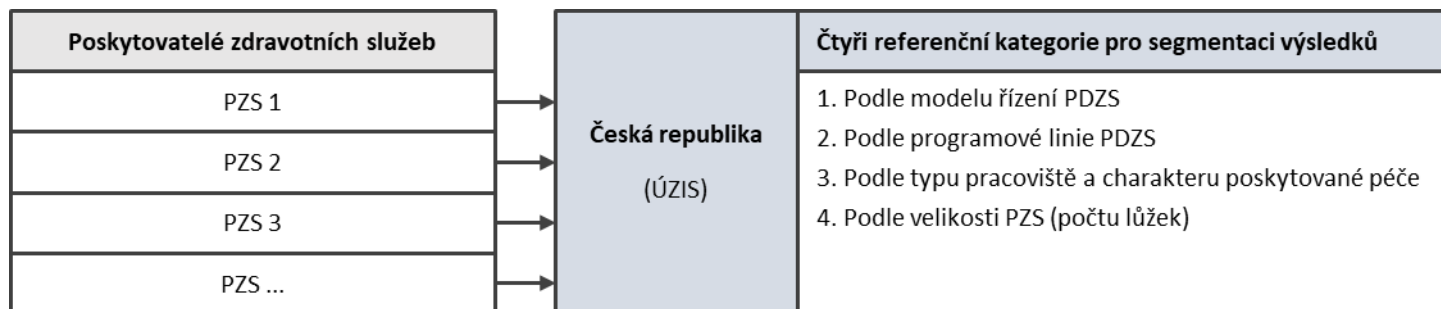 Poskytovatelé zdravotních služeb
PZS 1
PZS 2
PZS 3
PZS ...
Česká republika
(ÚZIS)
Čtyři referenční kategorie pro segmentaci výsledků
1. Podle modelu řízení PDZS
2. Podle programové linie PDZS
3. Podle typu pracoviště a charakteru poskytované péče
4. Podle velikosti PZS (počtu lůžek)